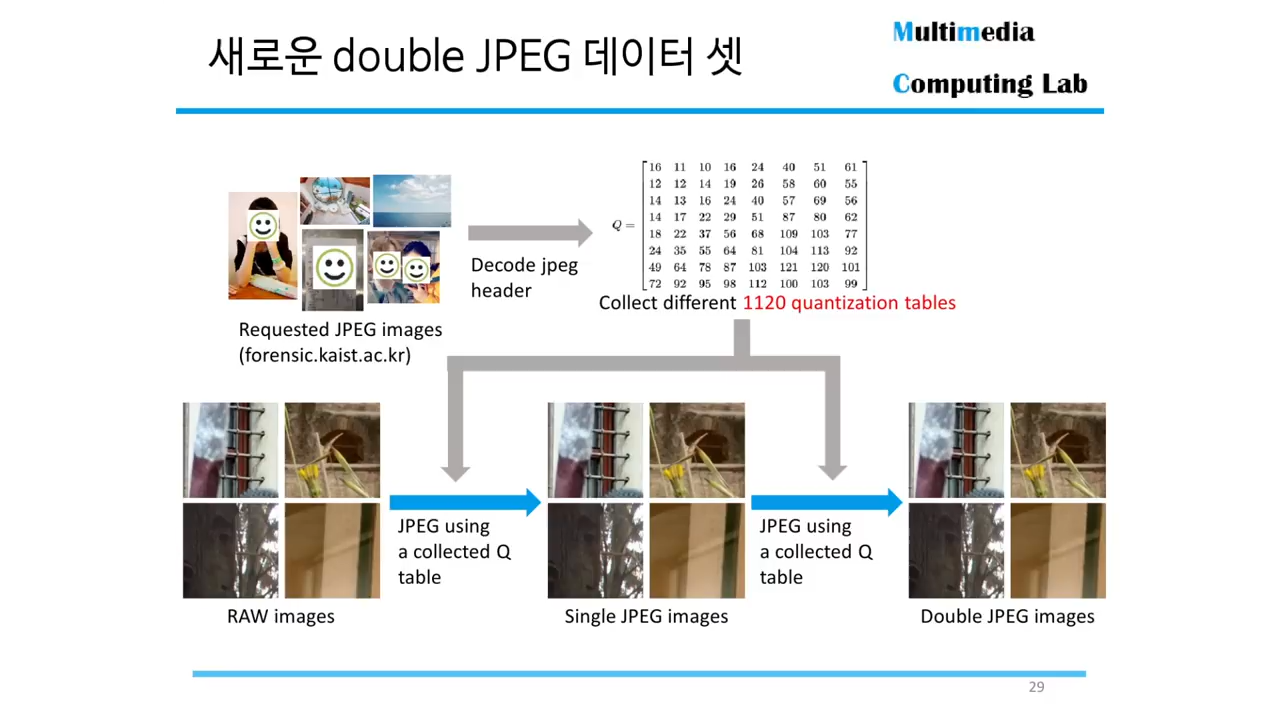 새로운 double JPEG 데이터 셋
Multimedia
Computing Lab
Decode jpeg
header
Q =
16 11 10 16 24 40 51 61
12 12 14 19 26 58 60 55
14 13 16 24 40 57 69 56
14 17 22 29 51 87 80 62
18 22 37 56 68 109 103 77
24 35 55 64 81 104 113 92
49 64 78 87 103 121 120 101
72 92 95 98 112 100 103 99
Collect different 1120 quantization tables
Requested JPEG images
(forensic.kaist.ac.kr)
JPEG using
a collected Q
table
JPEG using
a collected Q
table
RAW images
Single JPEG images
Double JPEG images
29